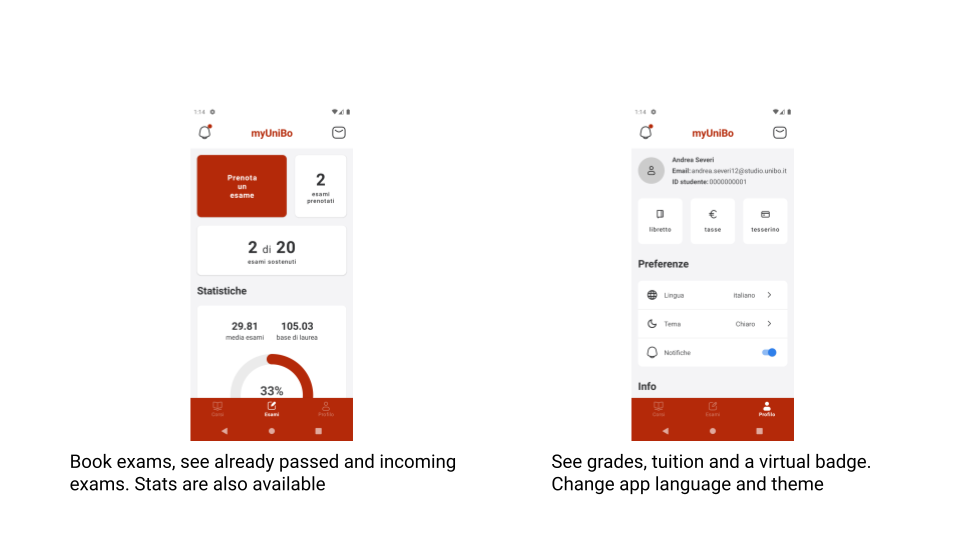 1:14
myUniBo
Prenota
un
esame
2
esami
prenotati
2 di 20
esami sostenuti
Statistiche
29.81 105.03
media esami base di laurea
33%
Corsi Esami Profilo
Book exams, see already passed and incoming
exams. Stats are also available
1:14
myUniBo
Andrea Severi
Email:andrea.severi12@studio.unibo.it
ID studente:0000000001
libretto tasse tesserino
Preferenze
Lingua Italiano
Tema Chiaro
Notifiche
Info
Corsi Esami Profilo
See grades, tuition and a virtual badge.
Change app language and theme